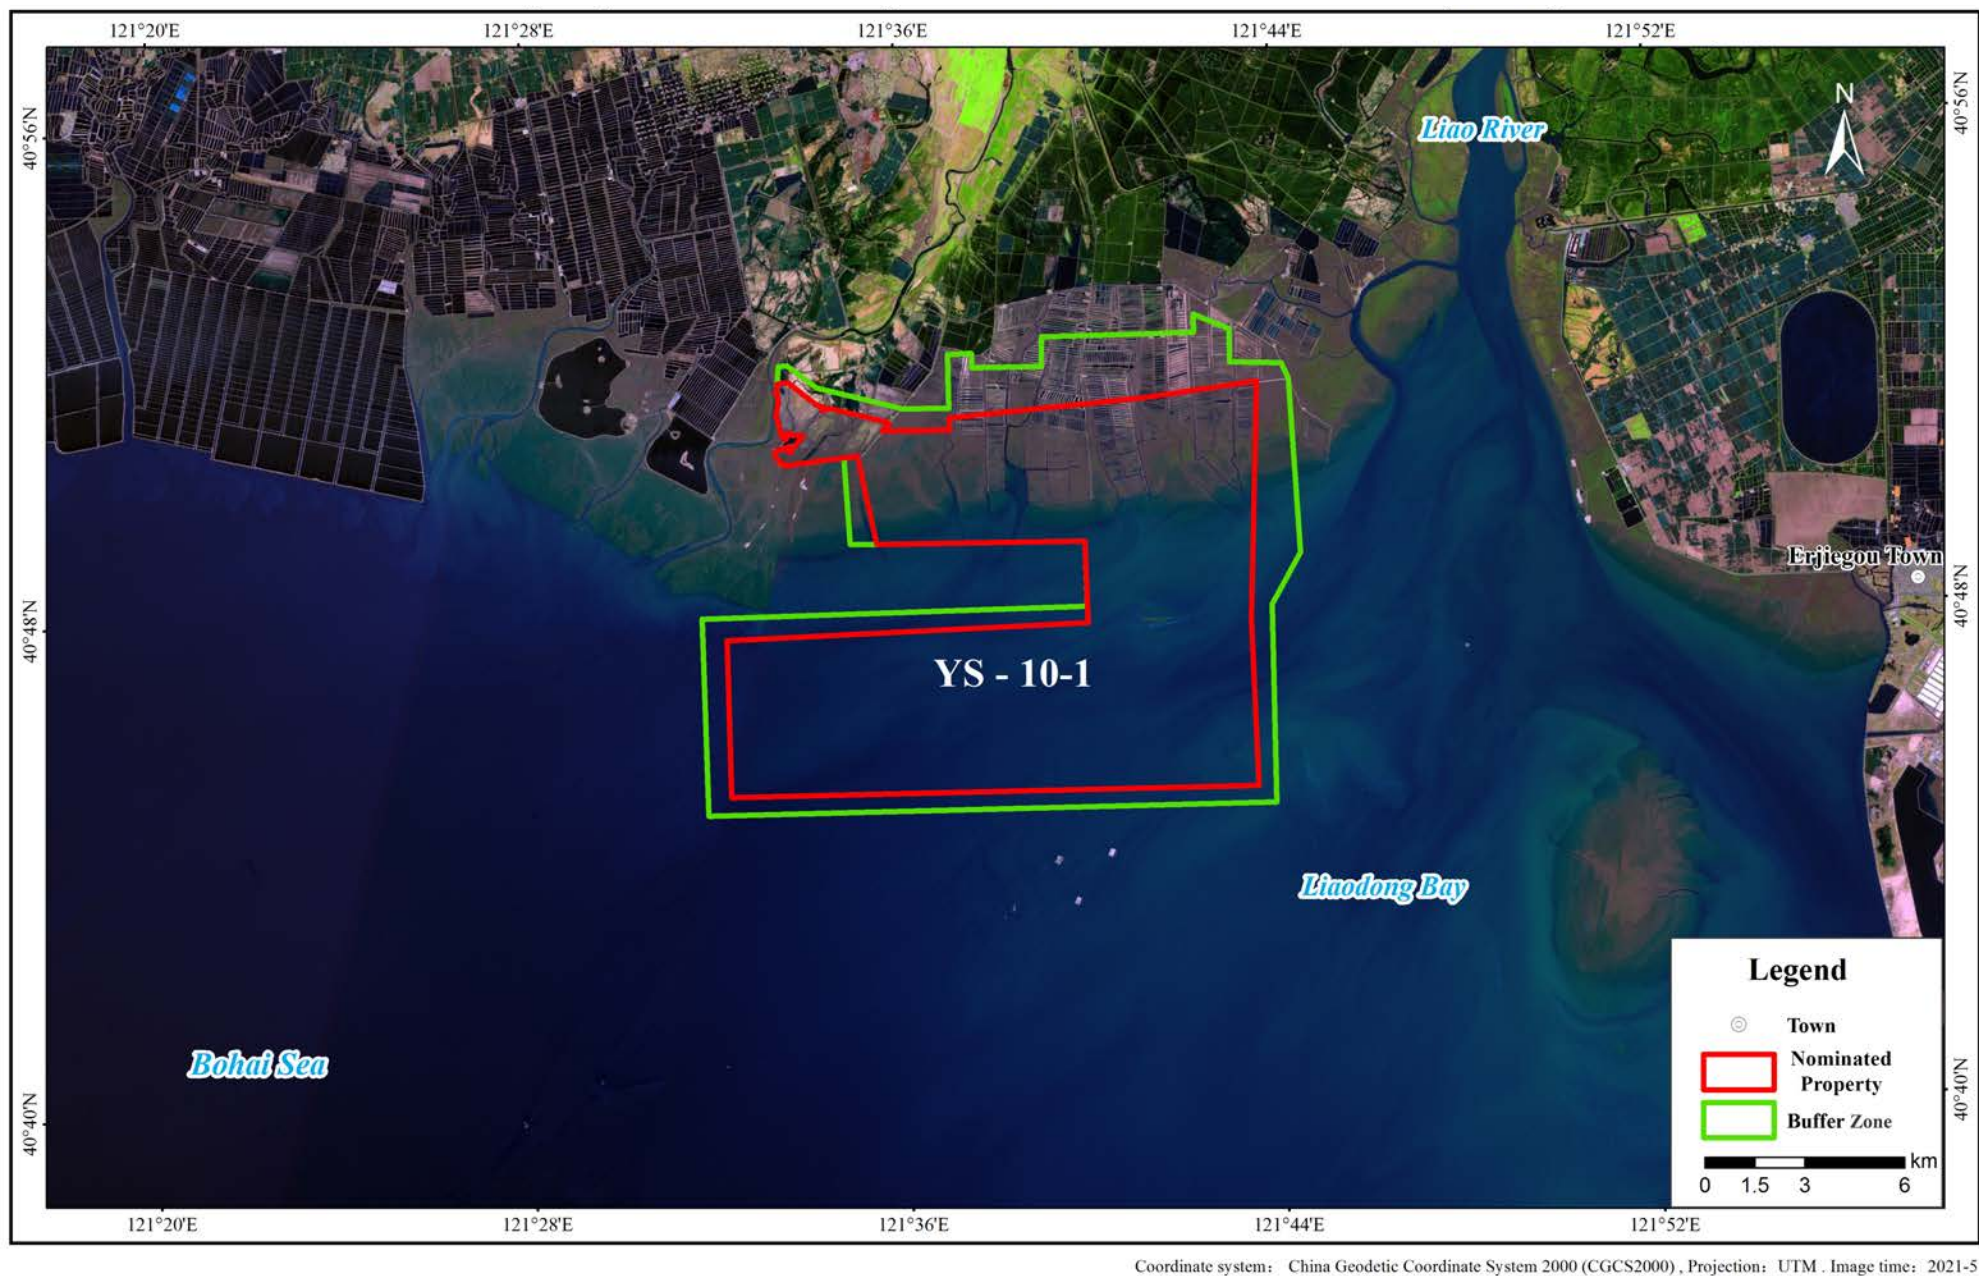 121°20'E 121°28'E 121°36'E 121°44'E 121°52'E
40°56'N
40°56'N
N
Liao River
Erjiegou Town
40°48'N
40°48'N
YS - 10-1
Liaodong Bay
Bohai Sea
40°40'N
40°40'N
Legend
Town
Nominated
Property
Buffer Zone
km
0 1.5 3 6
121°20'E 121°28'E 121°36'E 121°44'E 121°52'E
Coordinate system: China Geodetic Coordinate System 2000 (CGCS2000) , Projection: UTM . Image time: 2021-5